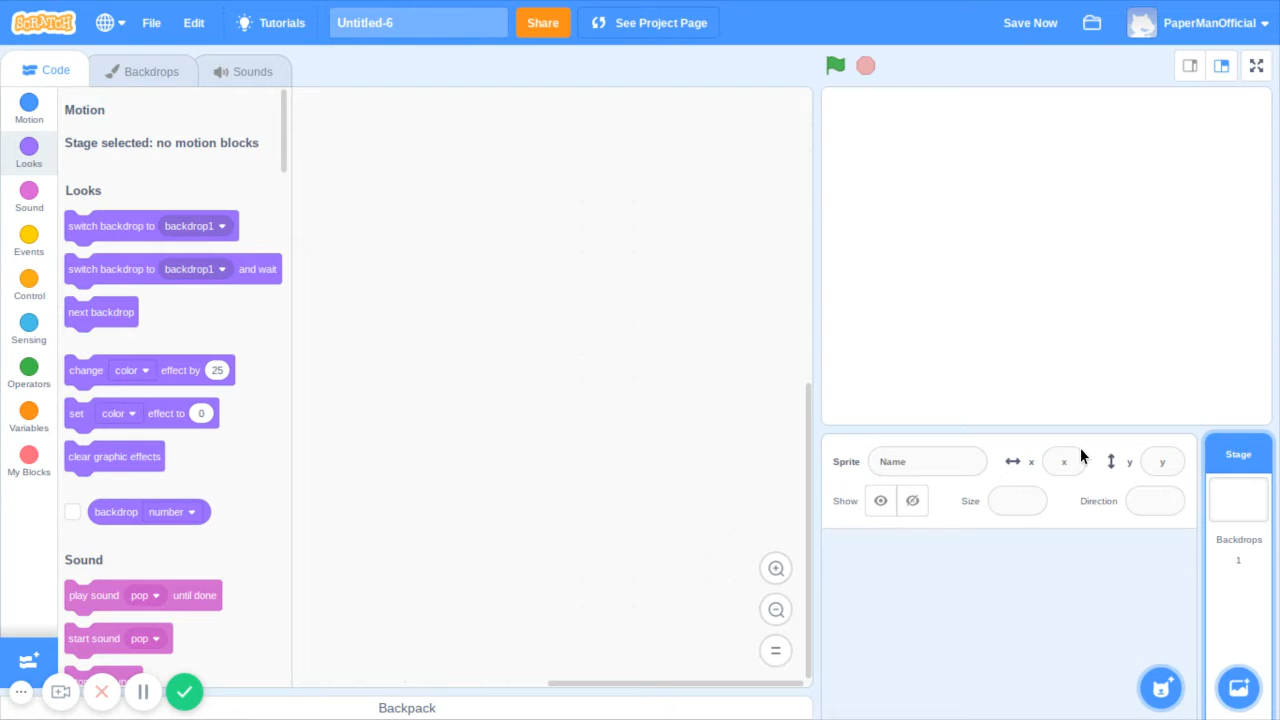 SCRATCH
File
Edit
Tutorials
Untitled-6
Share
See Project Page
Save Now
PaperManOfficial
Code
Backdrops
Sounds
Motion
Looks
Sound
Events
Control
Sensing
Operators
Variables
My Blocks
Motion
Stage selected: no motion blocks
Looks
switch backdrop to backdrop1
switch backdrop to backdrop1 and wait
next backdrop
change color effect by 25
set color effect to 0
clear graphic effects
backdrop number
Sound
play sound pop until done
start sound pop
Backpack
Sprite Name x x y y
Show Size Direction
Stage
Backdrops
1